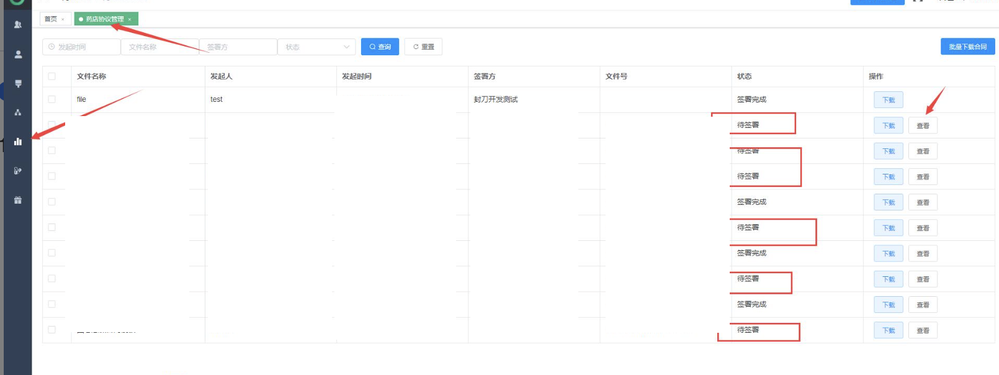 首页 ×
药店协议管理 ×
发起时间 文件名称 签署方 状态 查询 重置 批量下载合同
文件名称 发起人 发起时间 签署方 文件号 状态 操作
file test 封刀开发测试 签署完成 下载
待签署 下载 查看
待签署 下载 查看
待签署 下载 查看
签署完成 下载 查看
待签署 下载 查看
签署完成 下载 查看
待签署 下载 查看
签署完成 下载 查看
待签署 下载 查看